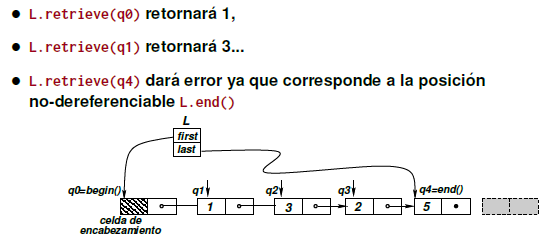 L.retrieve(q0) retornará 1,
L.retrieve(q1) retornará 3...
L.retrieve(q4) dará error ya que corresponde a la posición
no-dereferenciable L.end()
L
first
last
q0=begin() q1 q2 q3 q4=end()
1 3 2 5
celda de
encabezamiento